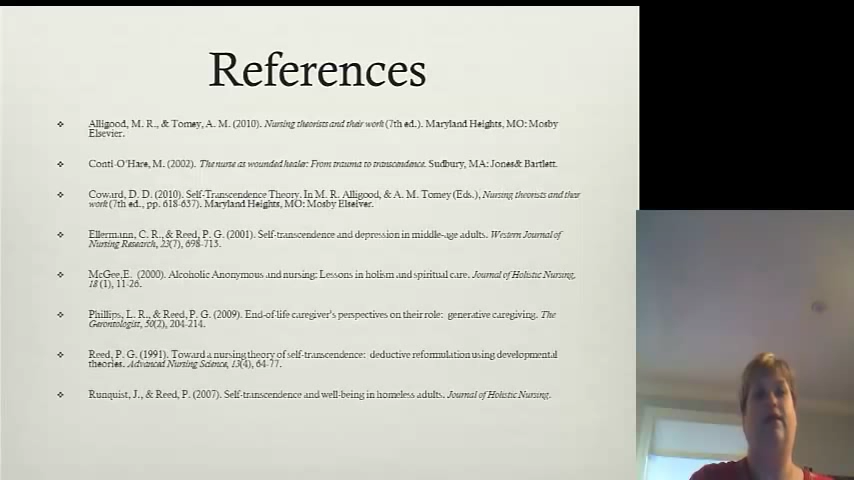 References
Alligood, M. R., & Tomey, A. M. (2010). Nursing theorists and their work (7th ed.). Maryland Heights, MO: Mosby
Elsevier.
Conti-O'Hare, M. (2002). The nurse as wounded healer: From trauma to transcendence. Sudbury, MA: Jones& Bartlett.
Coward, D. D. (2010). Self-Transcendence Theory. In M. R. Alligood, & A. M. Tomey (Eds.), Nursing theorists and their
work (7th ed., pp. 618-637). Maryland Heights, MO: Mosby Elseiver.
Ellermann, C. R., & Reed, P. G. (2001). Self-transcendence and depression in middle-age adults. Western Journal of
Nursing Research, 23(7), 698-713.
McGee,E. (2000). Alcoholic Anonymous and nursing: Lessons in holism and spiritual care. Journal of Holistic Nursing,
18 (1), 11-26.
Phillips, L. R., & Reed, P. G. (2009). End-of-life caregiver's perspectives on their role: generative caregiving. The
Gerontologist, 50(2), 204-214.
Reed, P. G. (1991). Toward a nursing theory of self-transcendence: deductive reformulation using developmental
theories. Advanced Nursing Science, 13(4), 64-77.
Runquist, J., & Reed, P. (2007). Self-transcendence and well-being in homeless adults. Journal of Holistic Nursing.